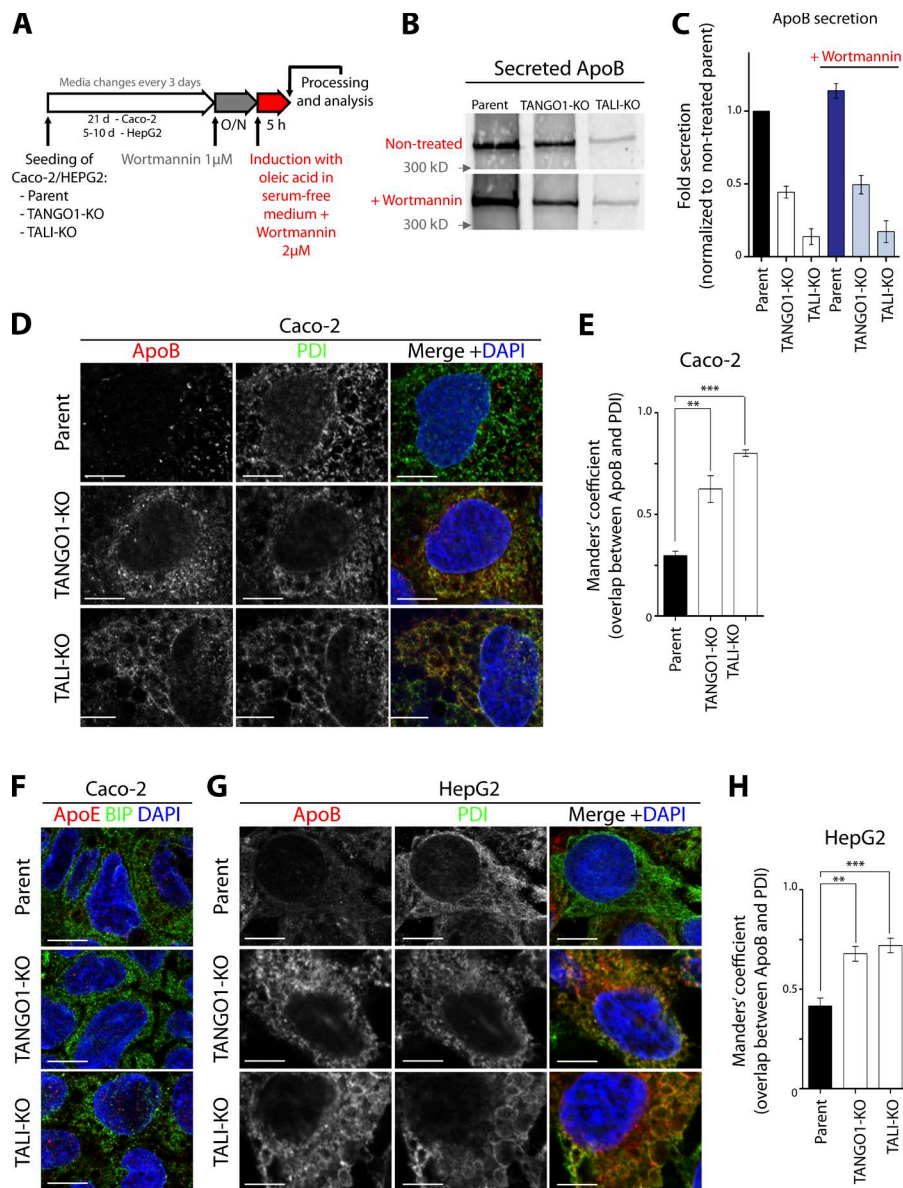 A
Media changes every 3 days
21 d - Caco-2
5-10 d - HepG2
O/N
5 h
Processing
and analysis
Seeding of
Caco-2/HEPG2:
- Parent
- TANGO1-KO
- TALI-KO
Wortmannin 1μM
Induction with
oleic acid in
serum-free
medium +
Wortmannin
2μM
B
Secreted ApoB
Parent TANGO1-KO TALI-KO
Non-treated
300 kD
+ Wortmannin
300 kD
C
ApoB secretion
+ Wortmannin
Fold secretion
(normalized to non-treated parent)
1.0
0.5
0
Parent
TANGO1-KO
TALI-KO
Parent
TANGO1-KO
TALI-KO
D
Caco-2
ApoB PDI Merge +DAPI
Parent
TANGO1-KO
TALI-KO
E
Caco-2
***
**
Manders' coefficient
(overlap between ApoB and PDI)
1.0
0.5
0
Parent
TANGO1-KO
TALI-KO
F
Caco-2
ApoE BIP DAPI
Parent
TANGO1-KO
TALI-KO
G
HepG2
ApoB PDI Merge +DAPI
Parent
TANGO1-KO
TALI-KO
H
HepG2
***
**
Manders' coefficient
(overlap between ApoB and PDI)
1.0
0.5
0
Parent
TANGO1-KO
TALI-KO